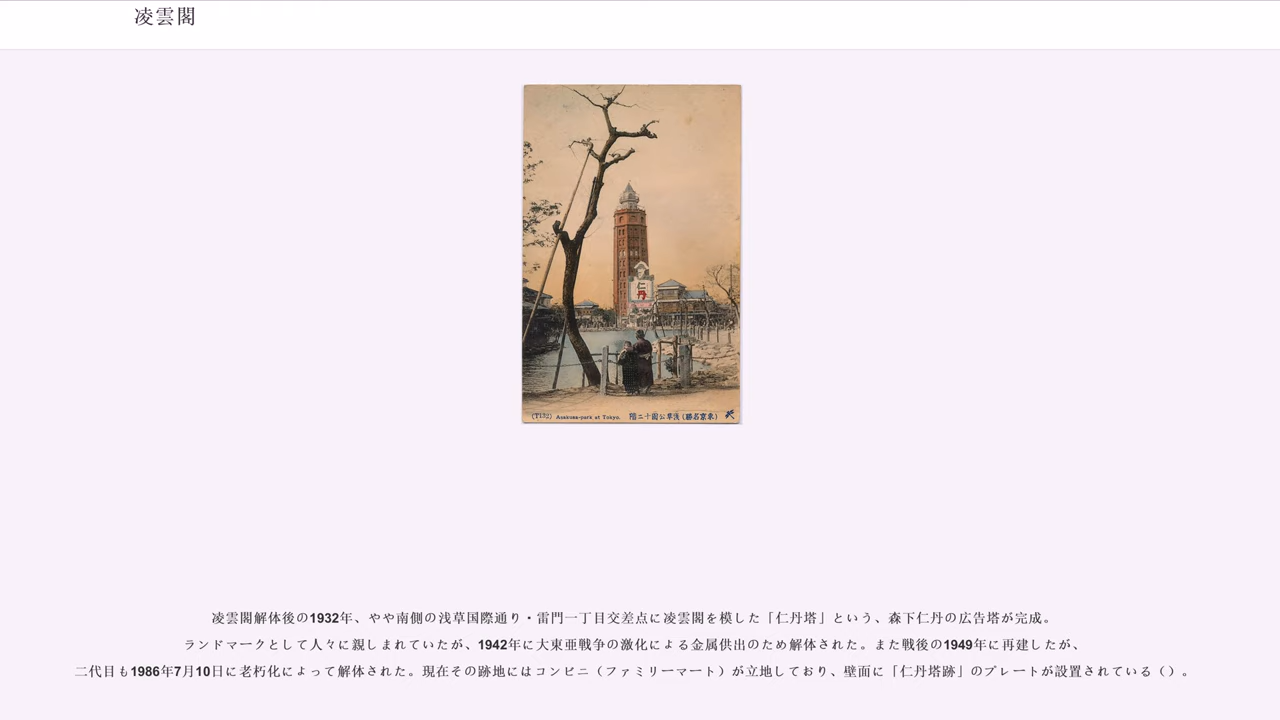 凌雲閣
仁丹
(T132) Asakusa-park at Tokyo. (東京名勝)浅草公園十二階
凌雲閣解体後の1932年、やや南側の浅草国際通り・雷門一丁目交差点に凌雲閣を模した「仁丹塔」という、森下仁丹の広告塔が完成。
ランドマークとして人々に親しまれていたが、1942年に大東亜戦争の激化による金属供出のため解体された。また戦後の1949年に再建したが、
二代目も1986年7月10日に老朽化によって解体された。現在その跡地にはコンビニ（ファミリーマート）が立地しており、壁面に「仁丹塔跡」のプレートが設置されている（）。